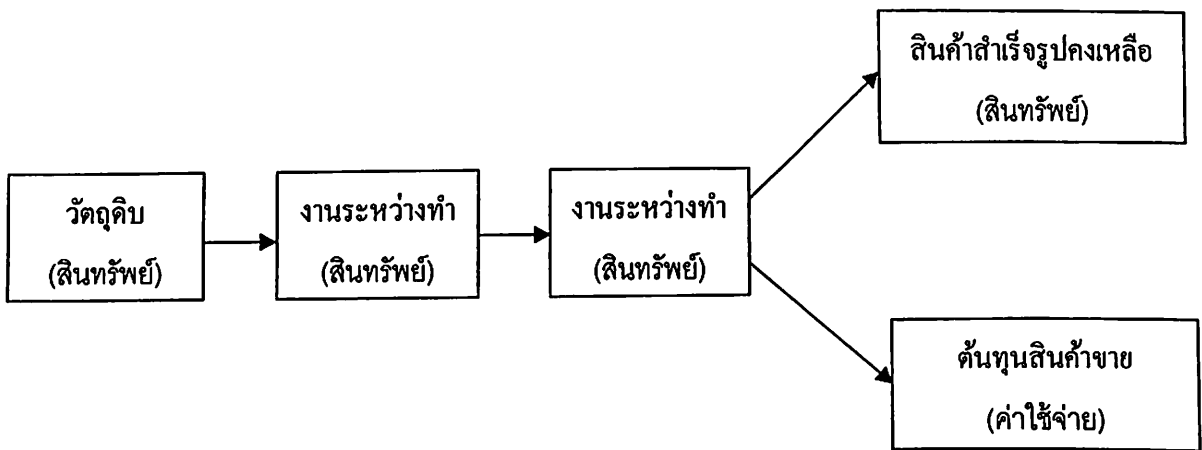 สินค้าสำเร็จรูปคงเหลือ
(สินทรัพย์)
วัตถุดิบ
(สินทรัพย์)
งานระหว่างทำ
(สินทรัพย์)
งานระหว่างทำ
(สินทรัพย์)
ต้นทุนสินค้าขาย
(ค่าใช้จ่าย)